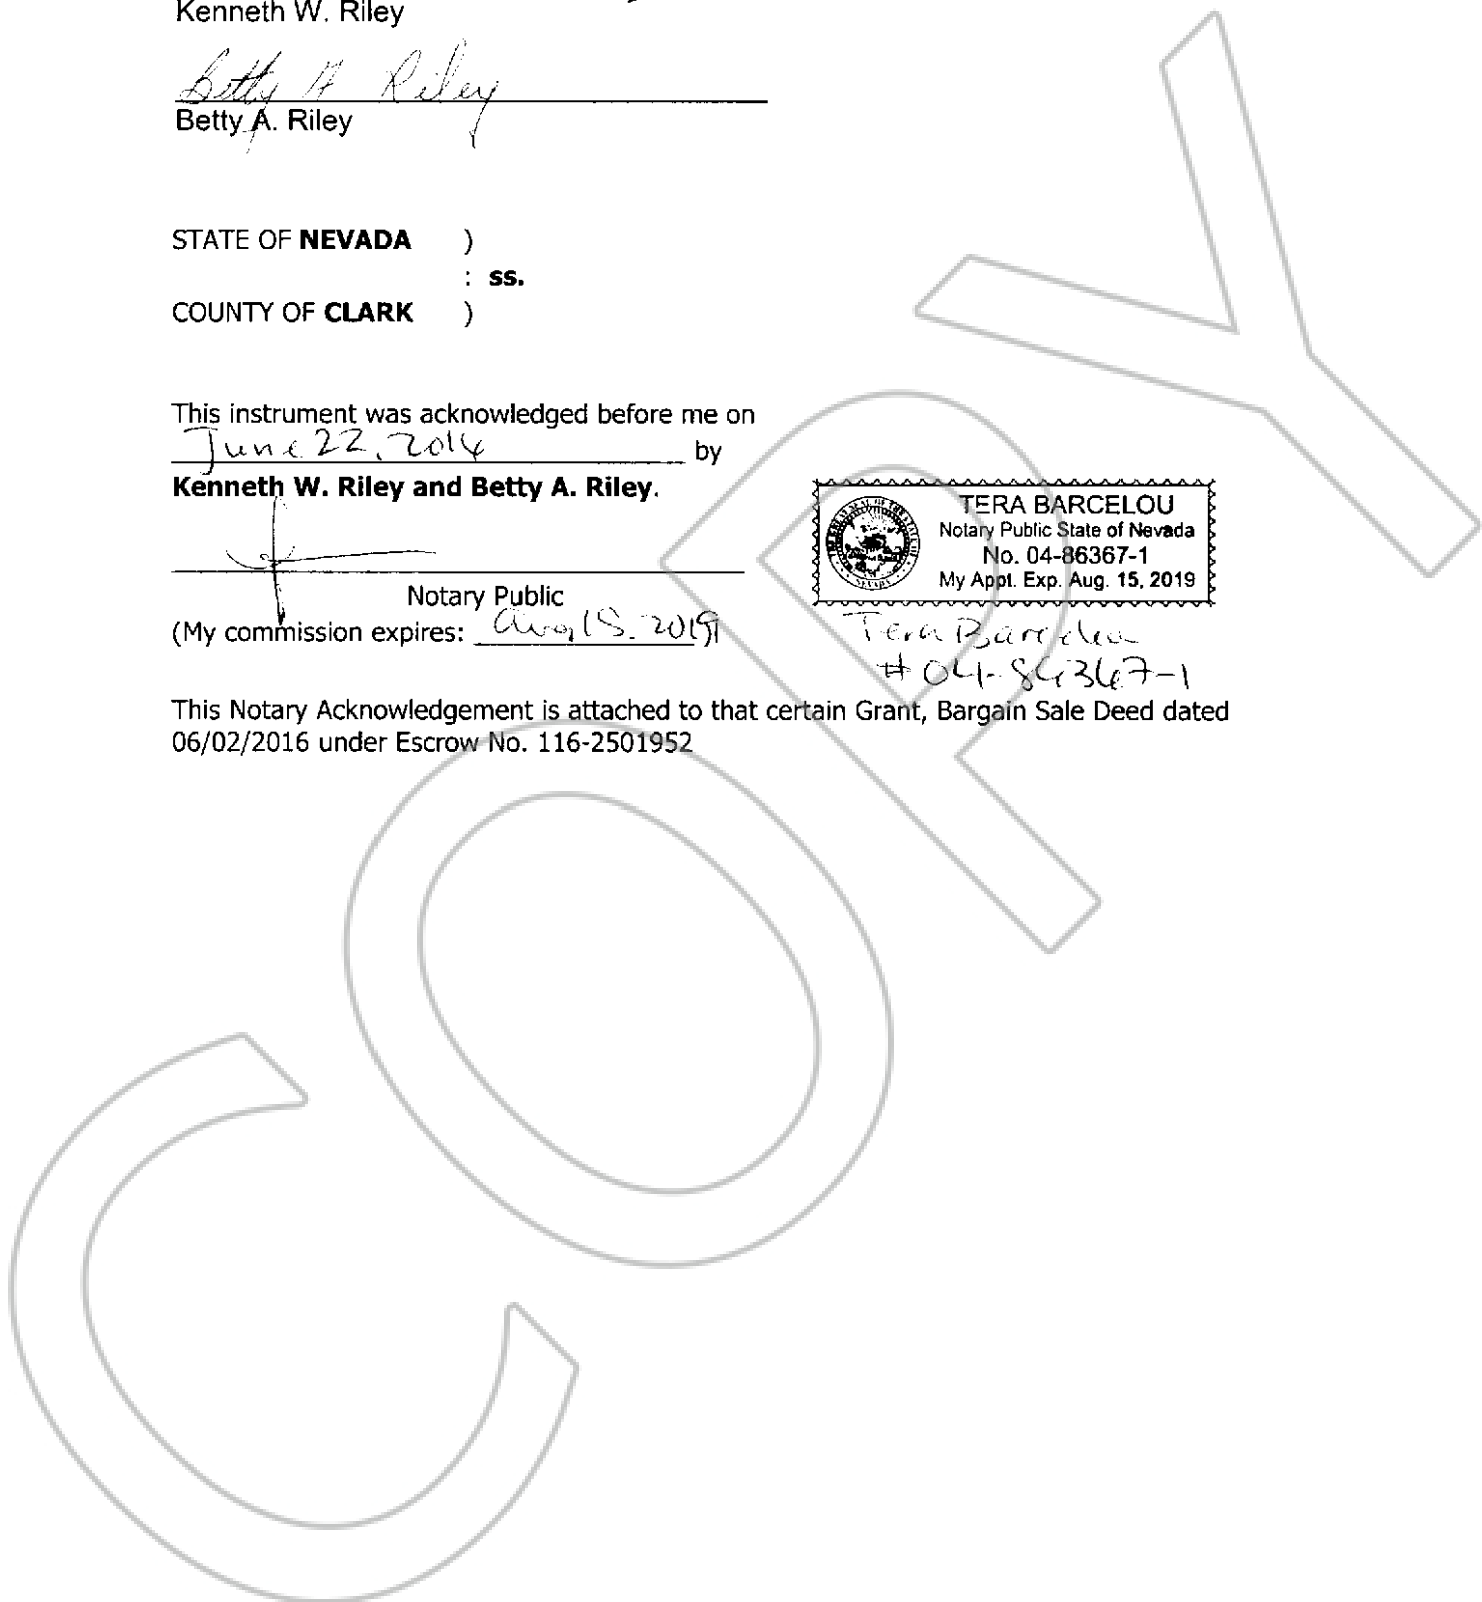 Kenneth W. Riley
Betty A Riley
Betty A. Riley
STATE OF NEVADA )
: ss.
COUNTY OF CLARK )
This instrument was acknowledged before me on
June 22, 2016 by
Kenneth W. Riley and Betty A. Riley.
Notary Public
(My commission expires: Aug 15. 2019)
TERA BARCELOU
Notary Public State of Nevada
No. 04-86367-1
My Appt. Exp. Aug. 15, 2019
Tera Barcelou
# 04-86367-1
This Notary Acknowledgement is attached to that certain Grant, Bargain Sale Deed dated
06/02/2016 under Escrow No. 116-2501952
COPY